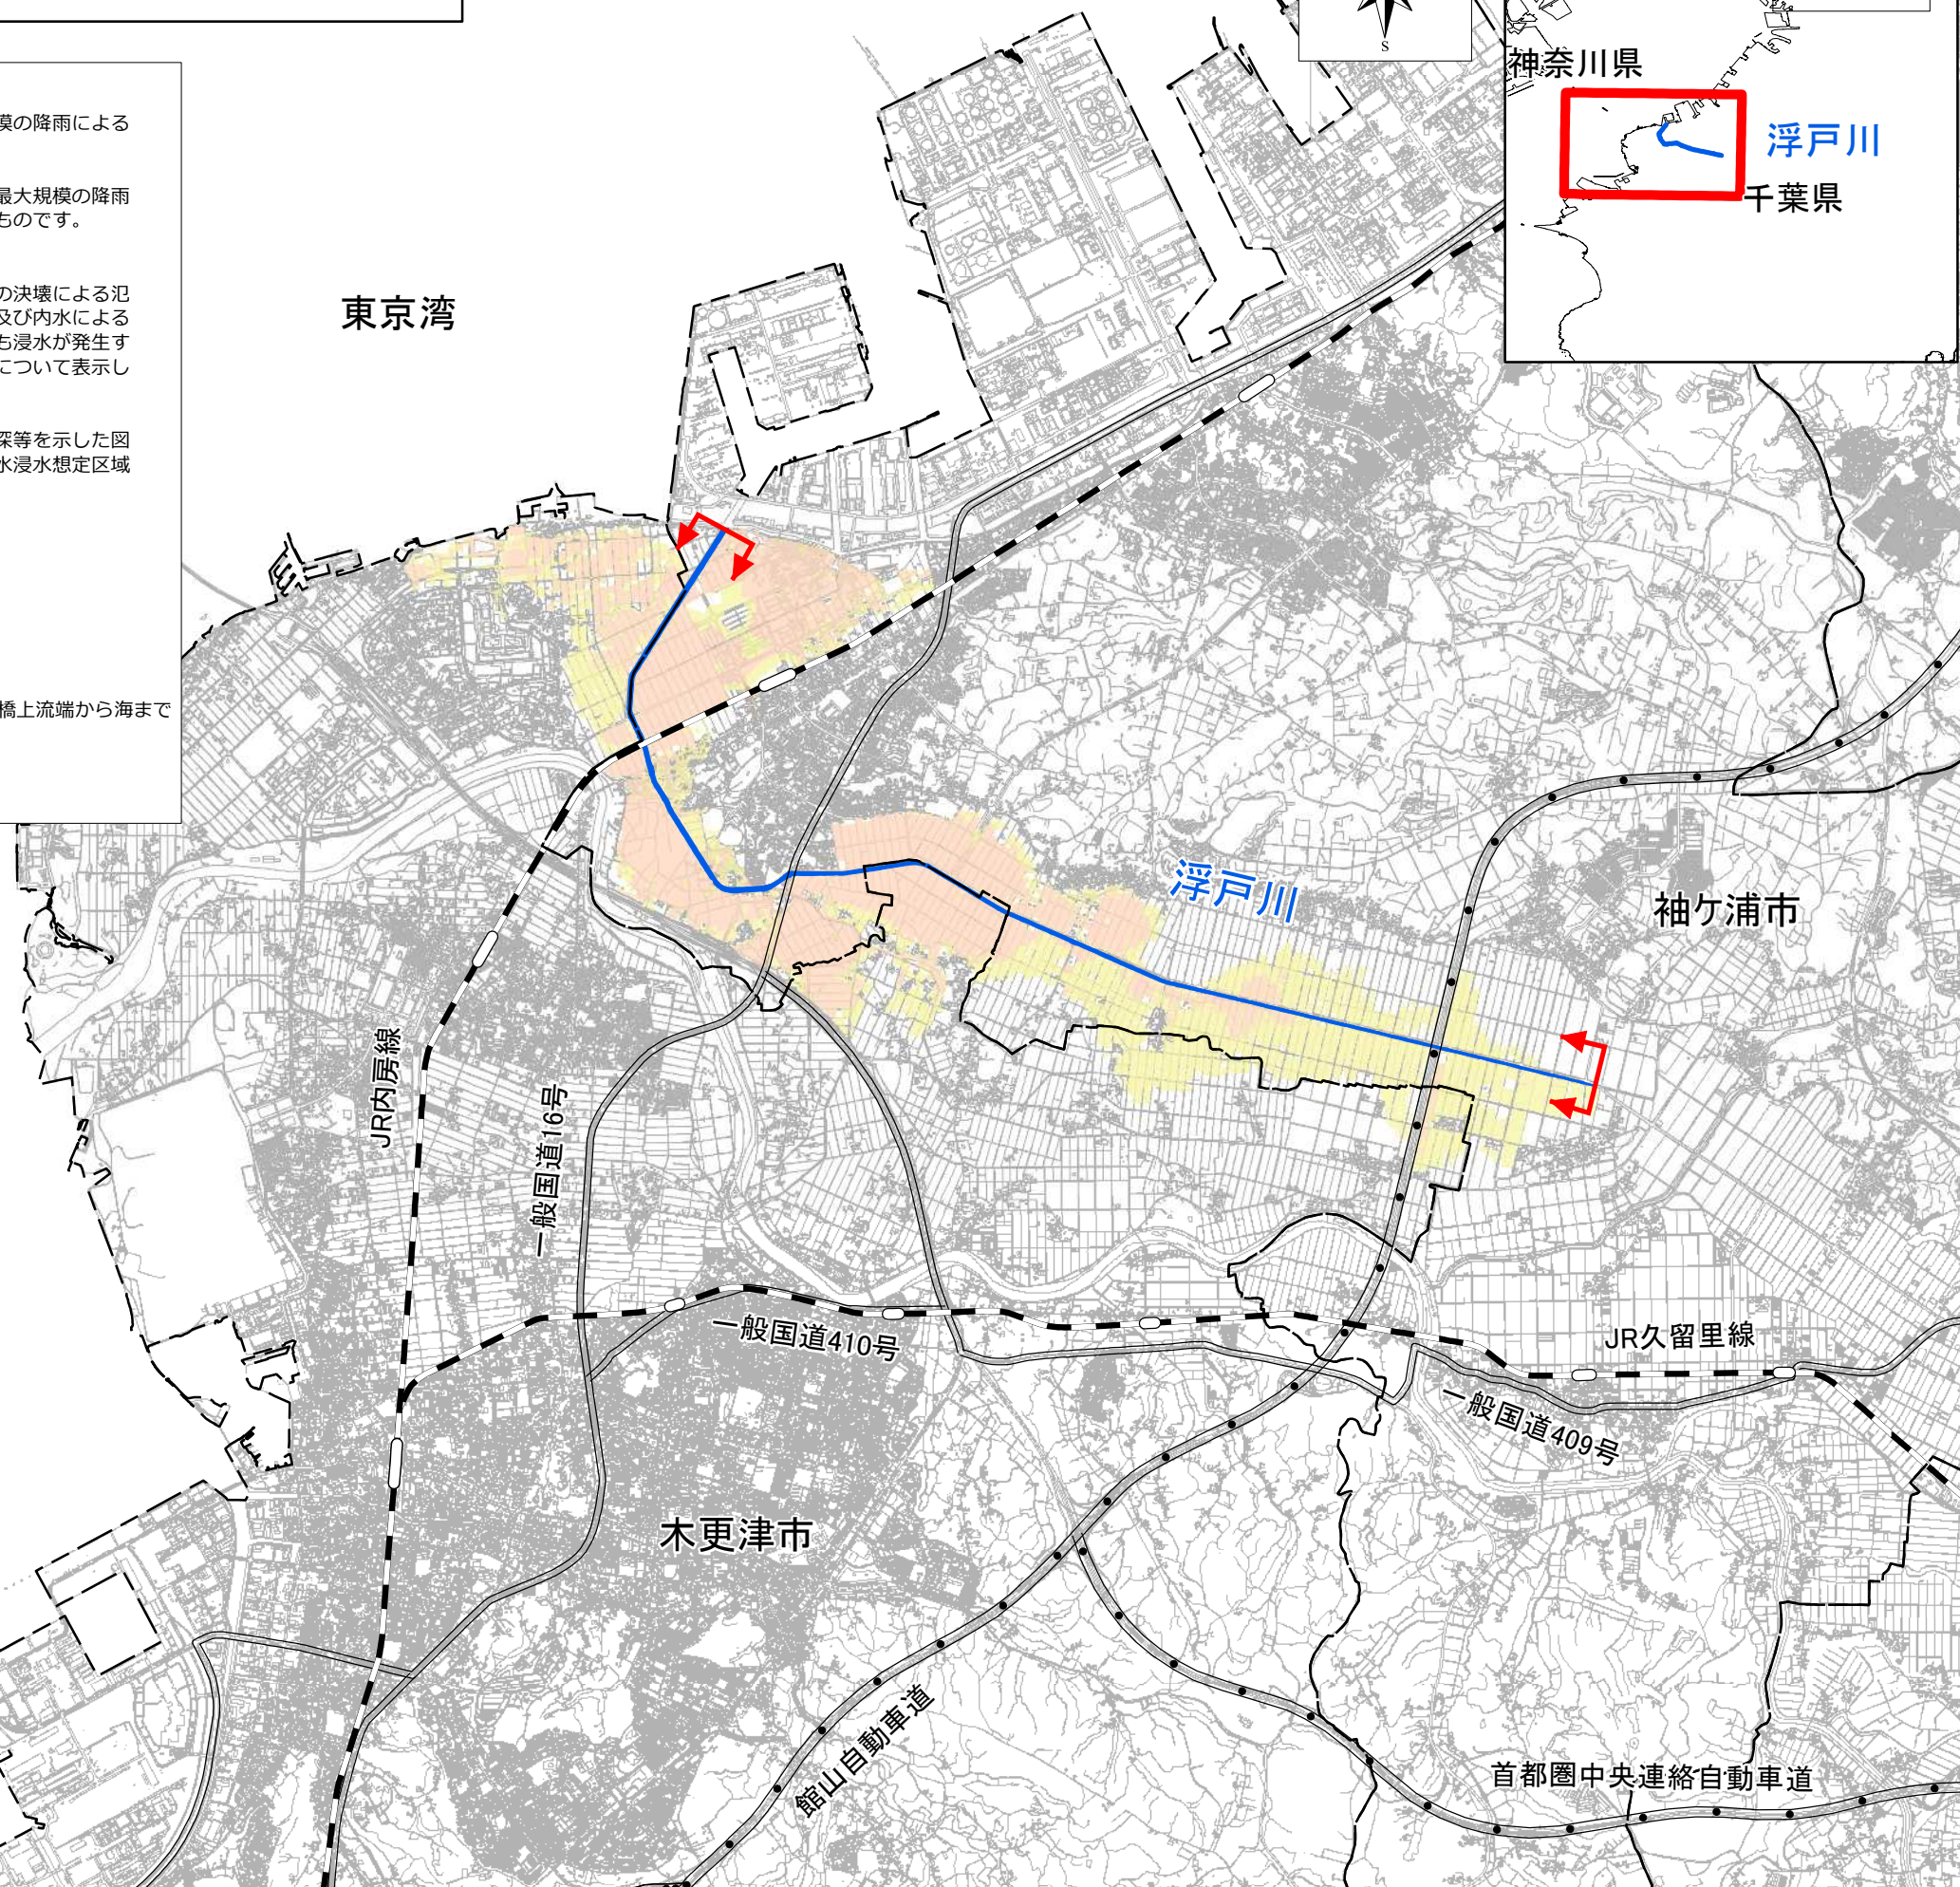 模の降雨による
最大規模の降雨
ものです。
の決壊による氾
及び内水による
も浸水が発生す
について表示し
深等を示した図
水浸水想定区域
橋上流端から海まで
S
神奈川県
浮戸川
千葉県
東京湾
浮戸川
袖ケ浦市
JR内房線
一般国道16号
一般国道410号
JR久留里線
一般国道409号
木更津市
館山自動車道
首都圏中央連絡自動車道